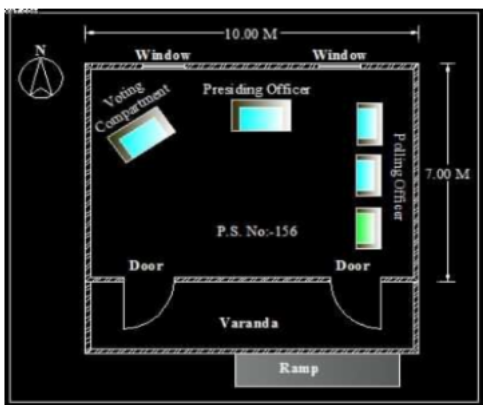 10.00 M
N
Window
Window
Voting
Compartment
Presiding Officer
Polling Officer
7.00 M
P.S. No:-156
Door
Door
Varanda
Ramp